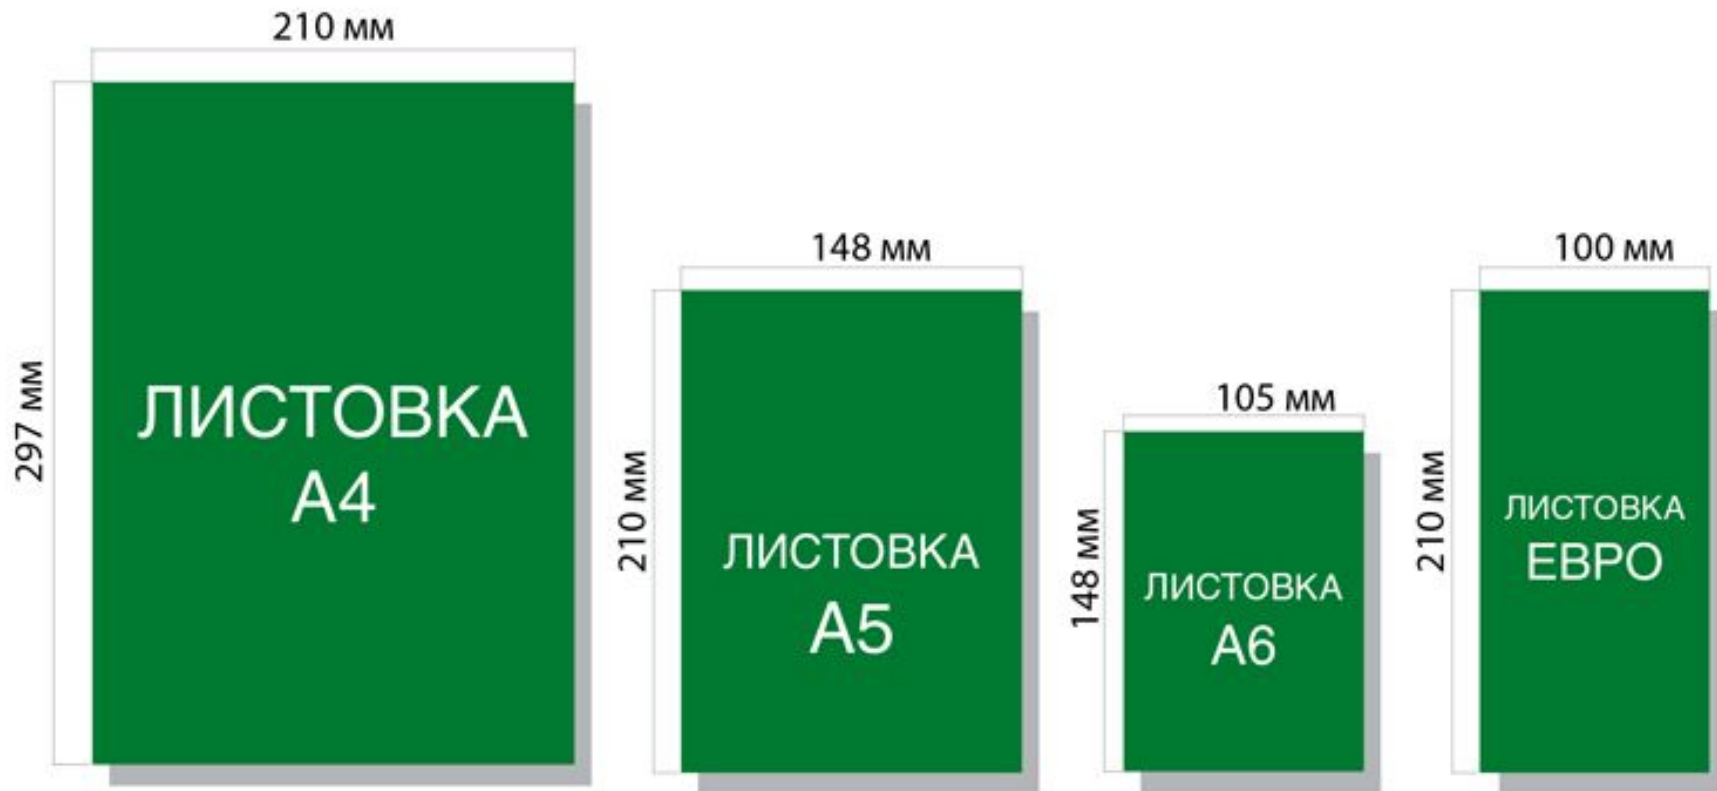 210 мм
297 мм
ЛИСТОВКА
А4
148 мм
210 мм
ЛИСТОВКА
А5
105 мм
148 мм
ЛИСТОВКА
А6
100 мм
210 мм
ЛИСТОВКА
ЕВРО